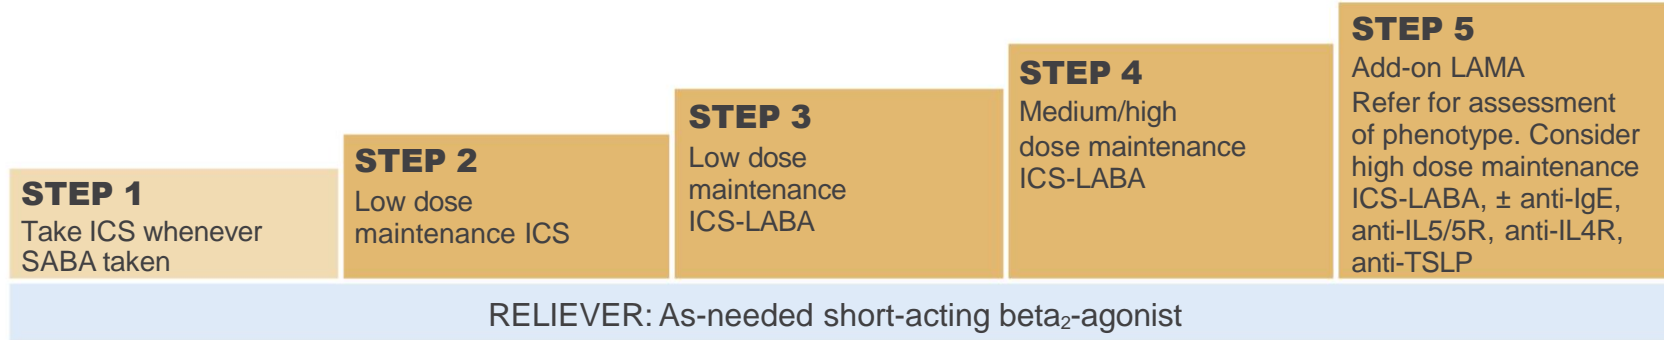 STEP 1
Take ICS whenever
SABA taken
STEP 2
Low dose
maintenance ICS
STEP 3
Low dose
maintenance
ICS-LABA
STEP 4
Medium/high
dose maintenance
ICS-LABA
STEP 5
Add-on LAMA
Refer for assessment
of phenotype. Consider
high dose maintenance
ICS-LABA, ± anti-IgE,
anti-IL5/5R, anti-IL4R,
anti-TSLP
RELIEVER: As-needed short-acting beta₂-agonist